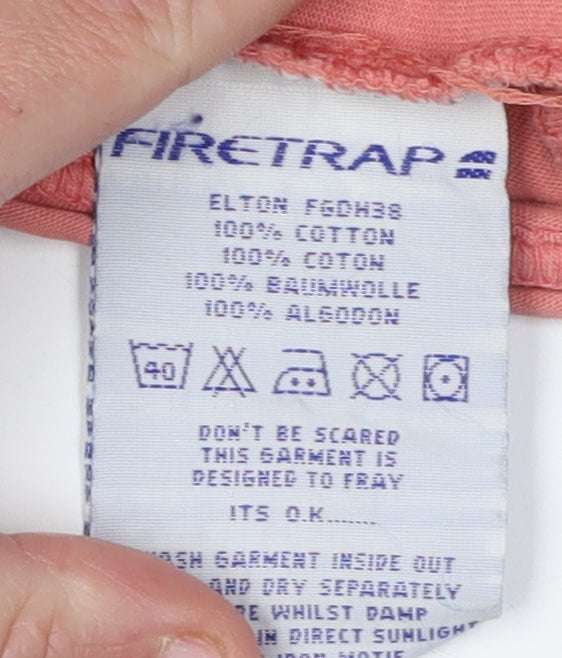 FIRETRAP
ELTON FGDH38
100% COTTON
100% COTON
100% BAUMWOLLE
100% ALGODON
40
DON'T BE SCARED
THIS GARMENT IS
DESIGNED TO FRAY
ITS O.K.......
GARMENT INSIDE OUT
AND DRY SEPARATELY
WHILST DAMP
IN DIRECT SUNLIGHT